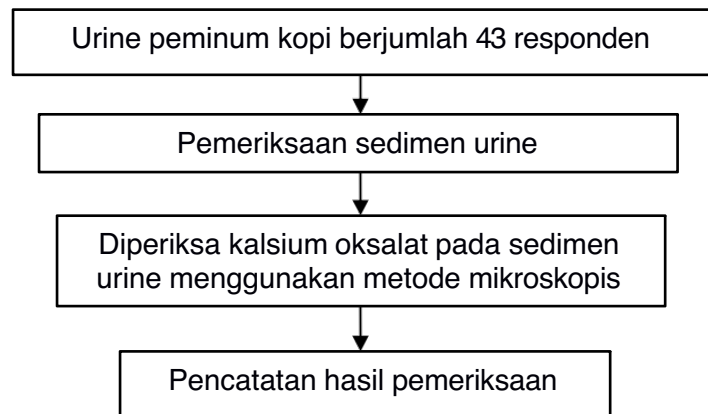 Urine peminum kopi berjumlah 43 responden
Pemeriksaan sedimen urine
Diperiksa kalsium oksalat pada sedimen
urine menggunakan metode mikroskopis
Pencatatan hasil pemeriksaan